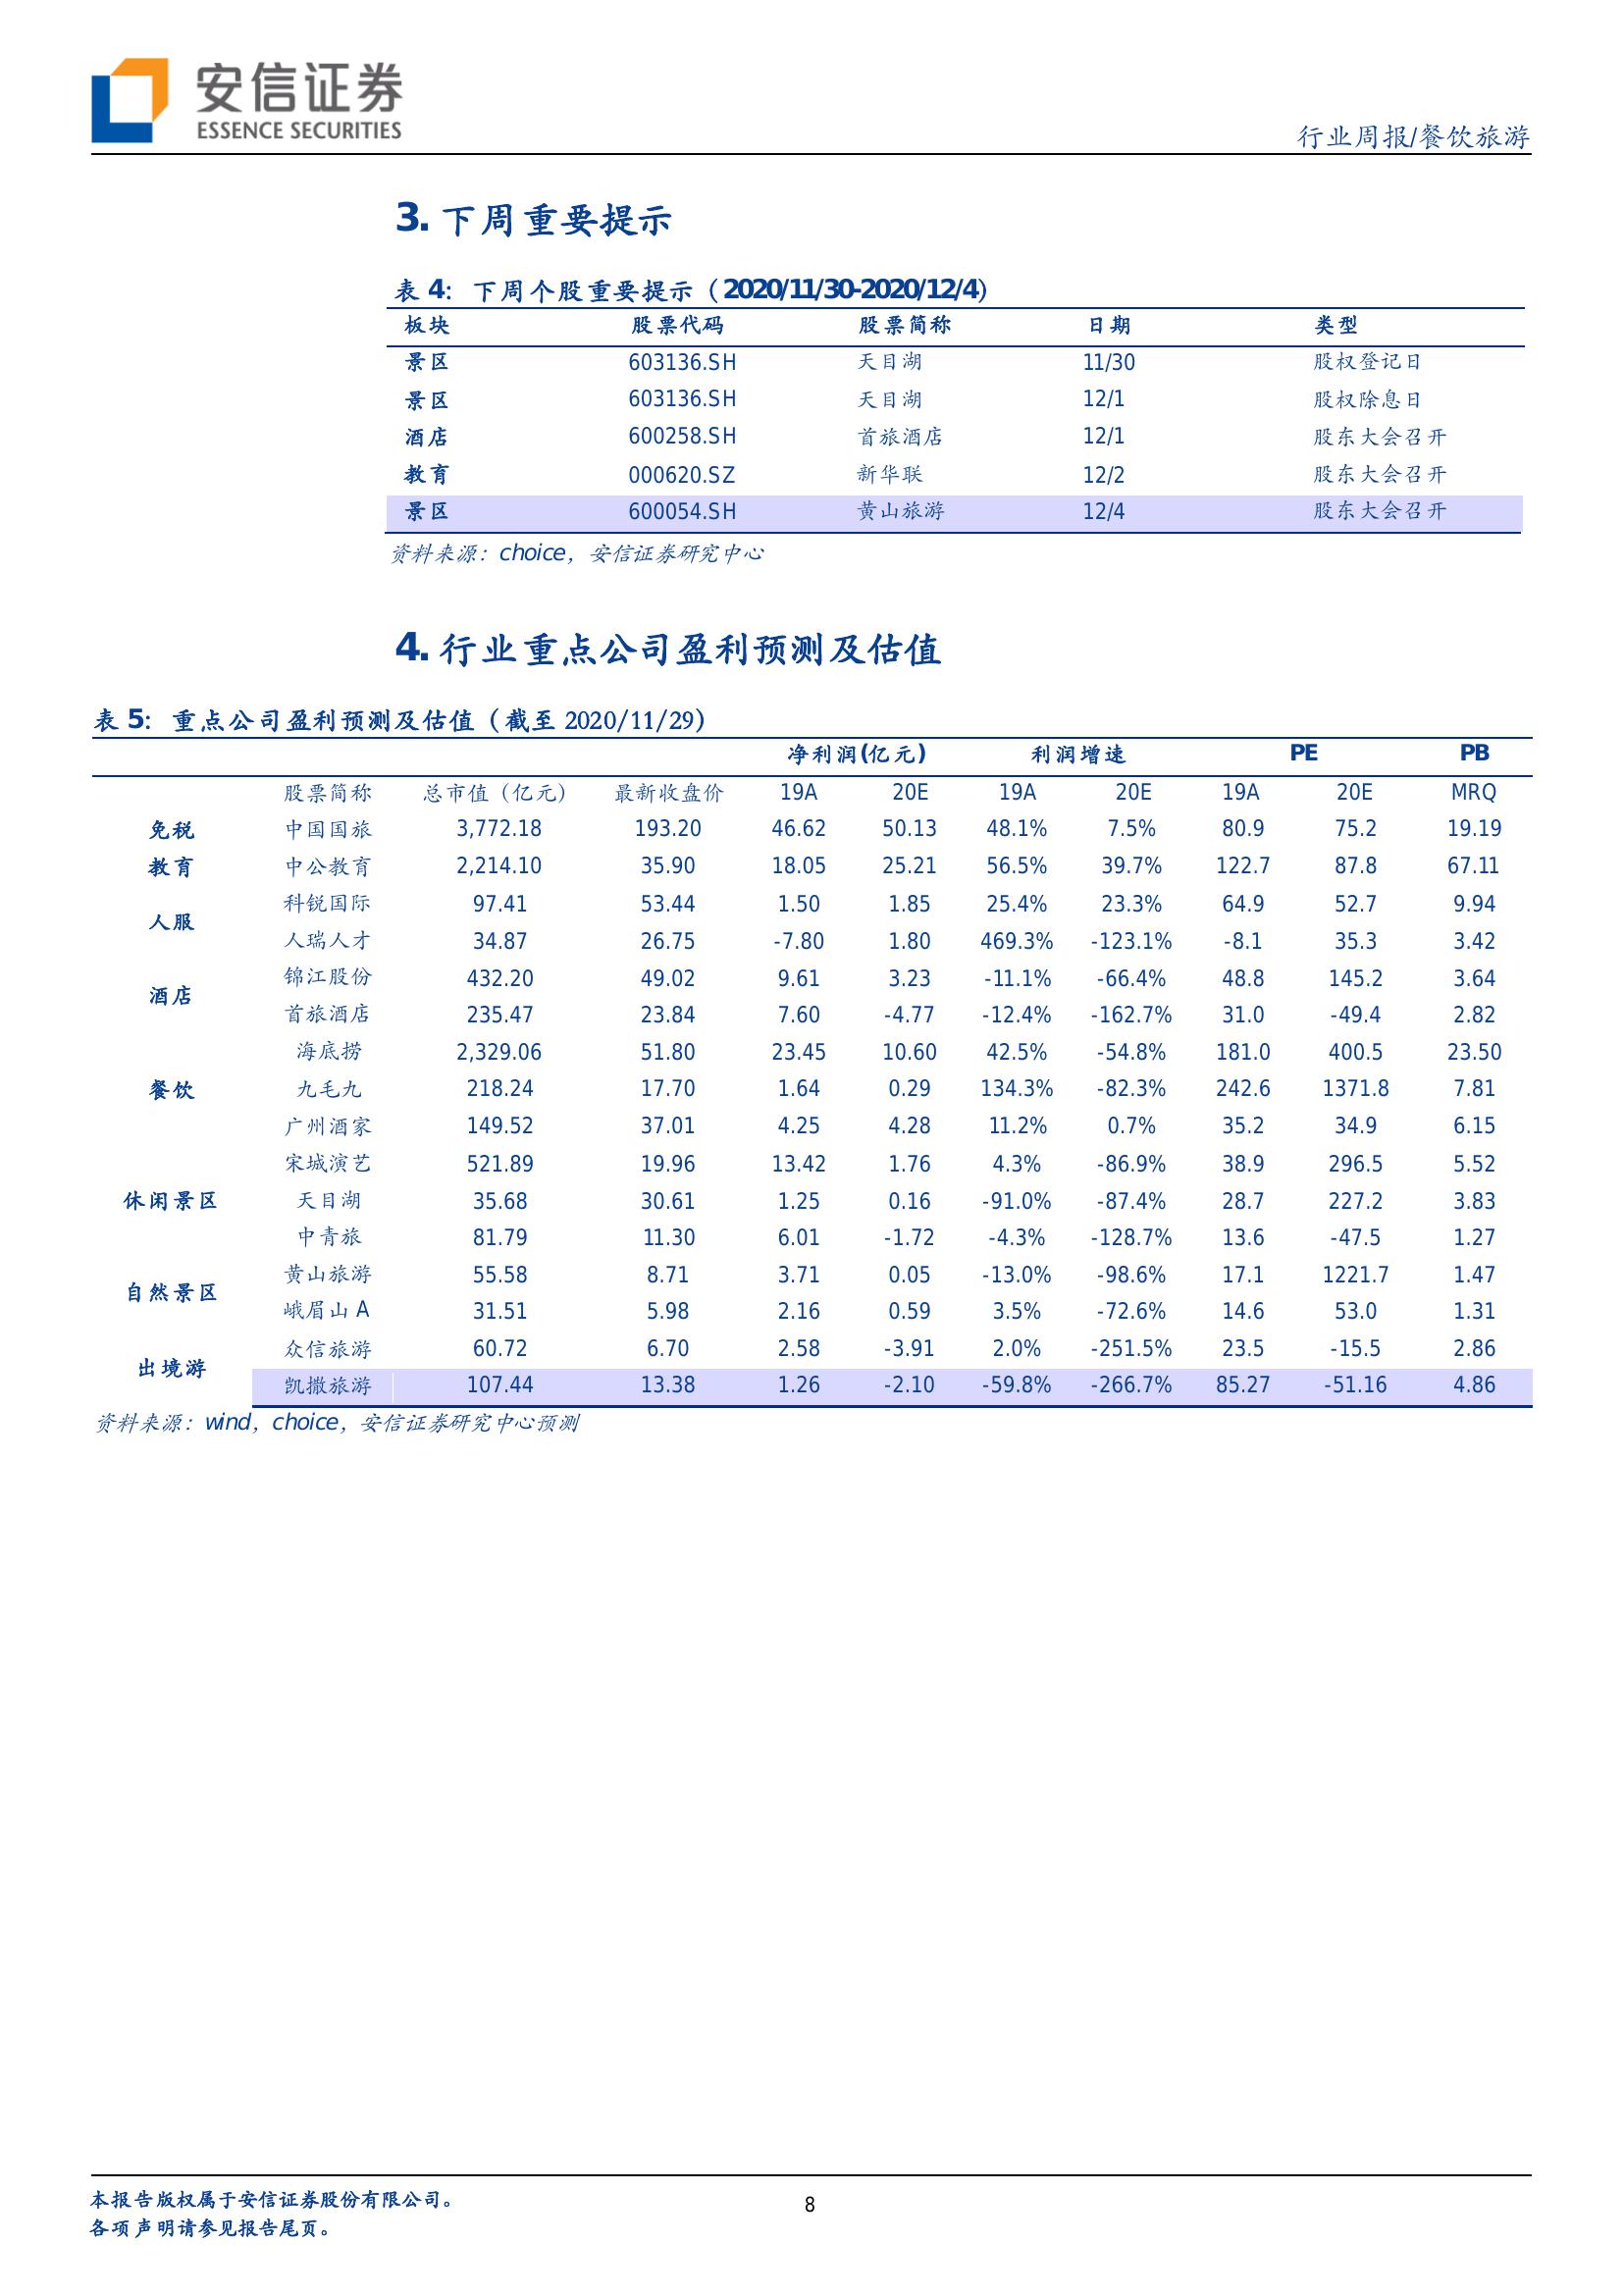 安信证券
ESSENCE SECURITIES
行业周报/餐饮旅游
3. 下周重要提示
表 4: 下周个股重要提示（2020/11/30-2020/12/4）
板块 股票代码 股票简称 日期 类型
景区 603136.SH 天目湖 11/30 股权登记日
景区 603136.SH 天目湖 12/1 股权除息日
酒店 600258.SH 首旅酒店 12/1 股东大会召开
教育 000620.SZ 新华联 12/2 股东大会召开
景区 600054.SH 黄山旅游 12/4 股东大会召开
资料来源：choice，安信证券研究中心
4. 行业重点公司盈利预测及估值
表 5: 重点公司盈利预测及估值（截至 2020/11/29）
净利润(亿元) 利润增速 PE PB
股票简称 总市值（亿元） 最新收盘价 19A 20E 19A 20E 19A 20E MRQ
免税 中国国旅 3,772.18 193.20 46.62 50.13 48.1% 7.5% 80.9 75.2 19.19
教育 中公教育 2,214.10 35.90 18.05 25.21 56.5% 39.7% 122.7 87.8 67.11
人服 科锐国际 97.41 53.44 1.50 1.85 25.4% 23.3% 64.9 52.7 9.94
人瑞人才 34.87 26.75 -7.80 1.80 469.3% -123.1% -8.1 35.3 3.42
酒店 锦江股份 432.20 49.02 9.61 3.23 -11.1% -66.4% 48.8 145.2 3.64
首旅酒店 235.47 23.84 7.60 -4.77 -12.4% -162.7% 31.0 -49.4 2.82
海底捞 2,329.06 51.80 23.45 10.60 42.5% -54.8% 181.0 400.5 23.50
餐饮 九毛九 218.24 17.70 1.64 0.29 134.3% -82.3% 242.6 1371.8 7.81
广州酒家 149.52 37.01 4.25 4.28 11.2% 0.7% 35.2 34.9 6.15
宋城演艺 521.89 19.96 13.42 1.76 4.3% -86.9% 38.9 296.5 5.52
休闲景区 天目湖 35.68 30.61 1.25 0.16 -91.0% -87.4% 28.7 227.2 3.83
中青旅 81.79 11.30 6.01 -1.72 -4.3% -128.7% 13.6 -47.5 1.27
自然景区 黄山旅游 55.58 8.71 3.71 0.05 -13.0% -98.6% 17.1 1221.7 1.47
峨眉山 A 31.51 5.98 2.16 0.59 3.5% -72.6% 14.6 53.0 1.31
出境游 众信旅游 60.72 6.70 2.58 -3.91 2.0% -251.5% 23.5 -15.5 2.86
凯撒旅游 107.44 13.38 1.26 -2.10 -59.8% -266.7% 85.27 -51.16 4.86
资料来源：wind，choice，安信证券研究中心预测
本报告版权属于安信证券股份有限公司。
各项声明请参见报告尾页。
8